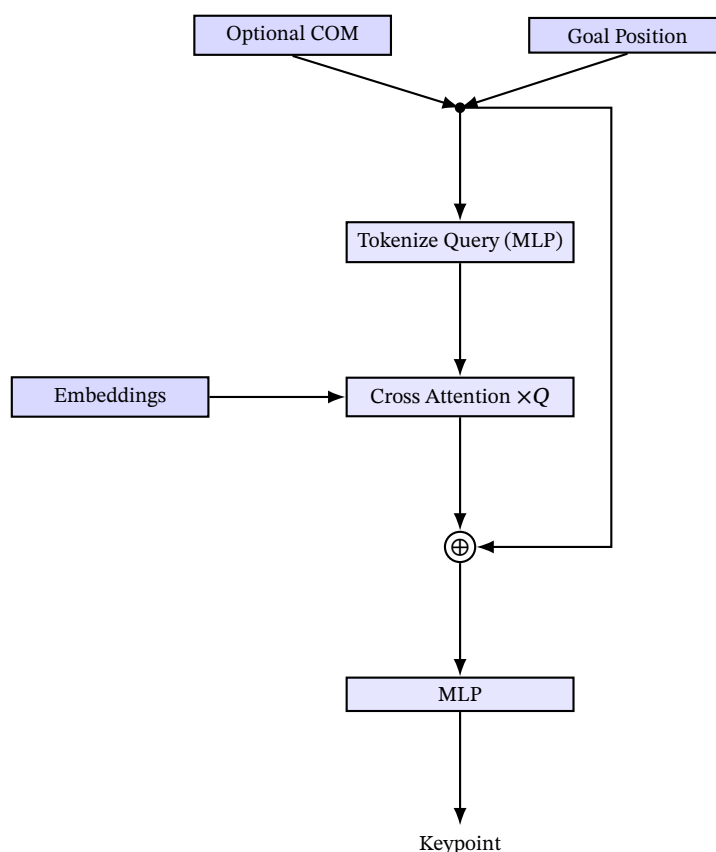 Optional COM
Goal Position
Tokenize Query (MLP)
Embeddings
Cross Attention ×Q
⊕
MLP
Keypoint